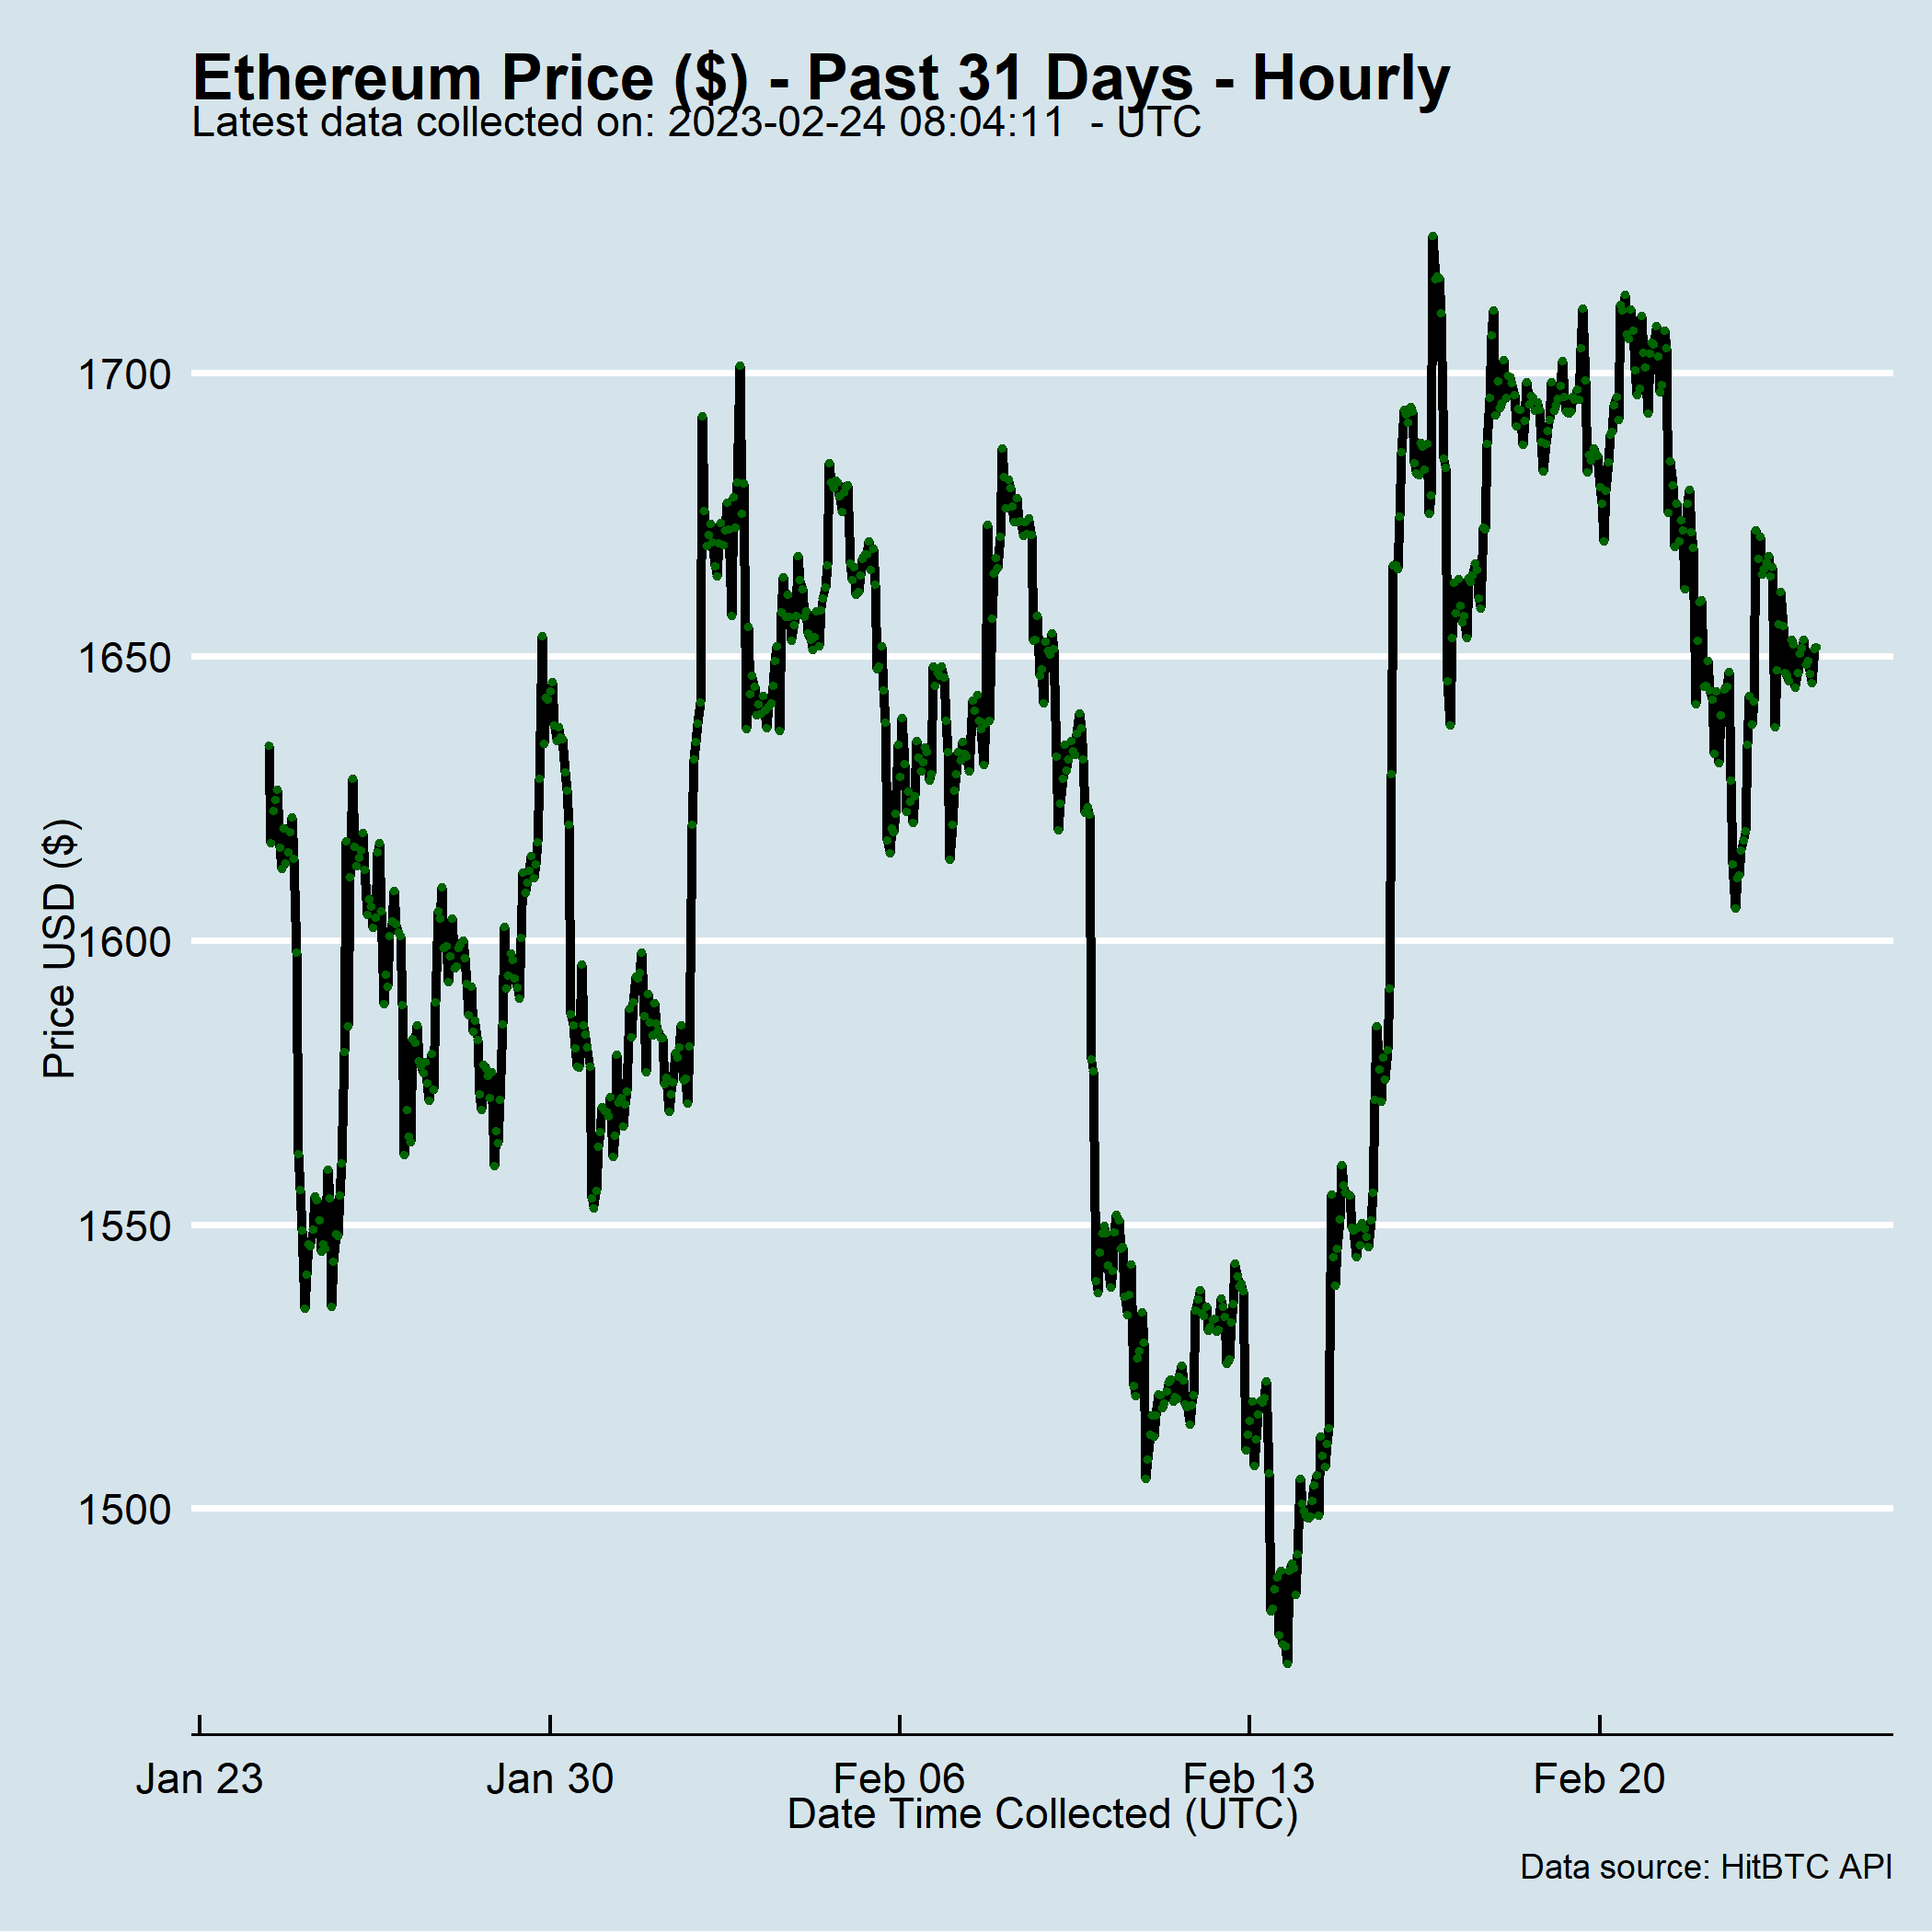 Ethereum Price ($) - Past 31 Days - Hourly
Latest data collected on: 2023-02-24 08:04:11  - UTC
Price USD ($)
1700
1650
1600
1550
1500
Jan 23
Jan 30
Feb 06
Feb 13
Feb 20
Date Time Collected (UTC)
Data source: HitBTC API